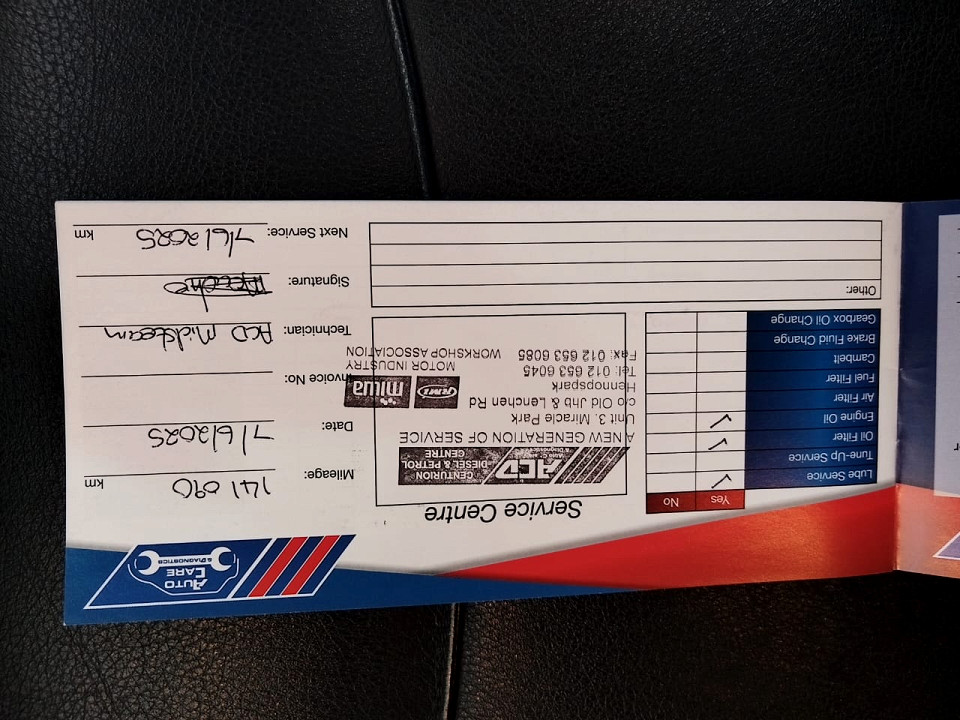 AUTO
CARE
& DIAGNOSTICS
Service Centre
Yes No
Lube Service ✓
Tune-Up Service
Oil Filter ✓
Engine Oil ✓
Air Filter
Fuel Filter
Cambelt
Brake Fluid Change
Gearbox Oil Change
ACD
CENTURION
DIESEL & PETROL
CENTRE
A NEW GENERATION OF SERVICE
Unit 3, Miracle Park
c/o Old Jhb & Lenchen Rd
Hennopspark
Tel: 012 653 6045
Fax: 012 653 6085
RMI
miwa
MOTOR INDUSTRY
WORKSHOP ASSOCIATION
Mileage: 141 090 km
Date: 7/6/2025
Invoice No:
Technician: ACD Midstream
Signature:
Next Service: 7/6/2025 km
Other: